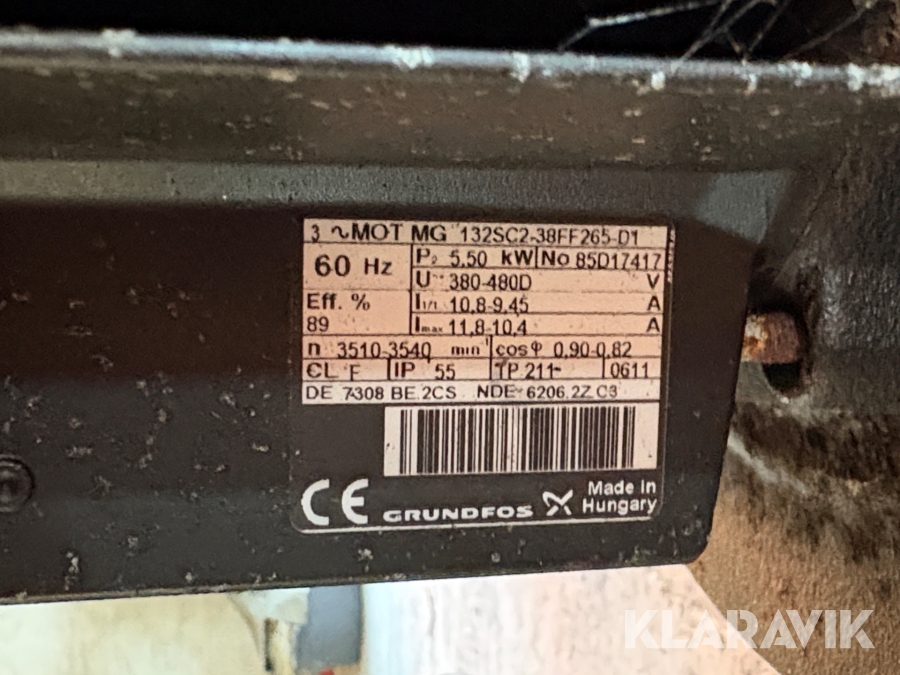 3 ~MOT MG 132SC2-38FF265-D1
60 Hz P₂ 5,50 kW No 85D17417
U 380-480D V
Eff. % I1/1 10,8-9,45 A
89 Imax 11,8-10,4 A
n 3510-3540 min⁻¹ cosφ 0,90-0,82
CL F IP 55 TP 211 0611
DE 7308 BE.2CS NDE 6206.2Z C3
CE GRUNDFOS Made in
Hungary
KLARAVIK